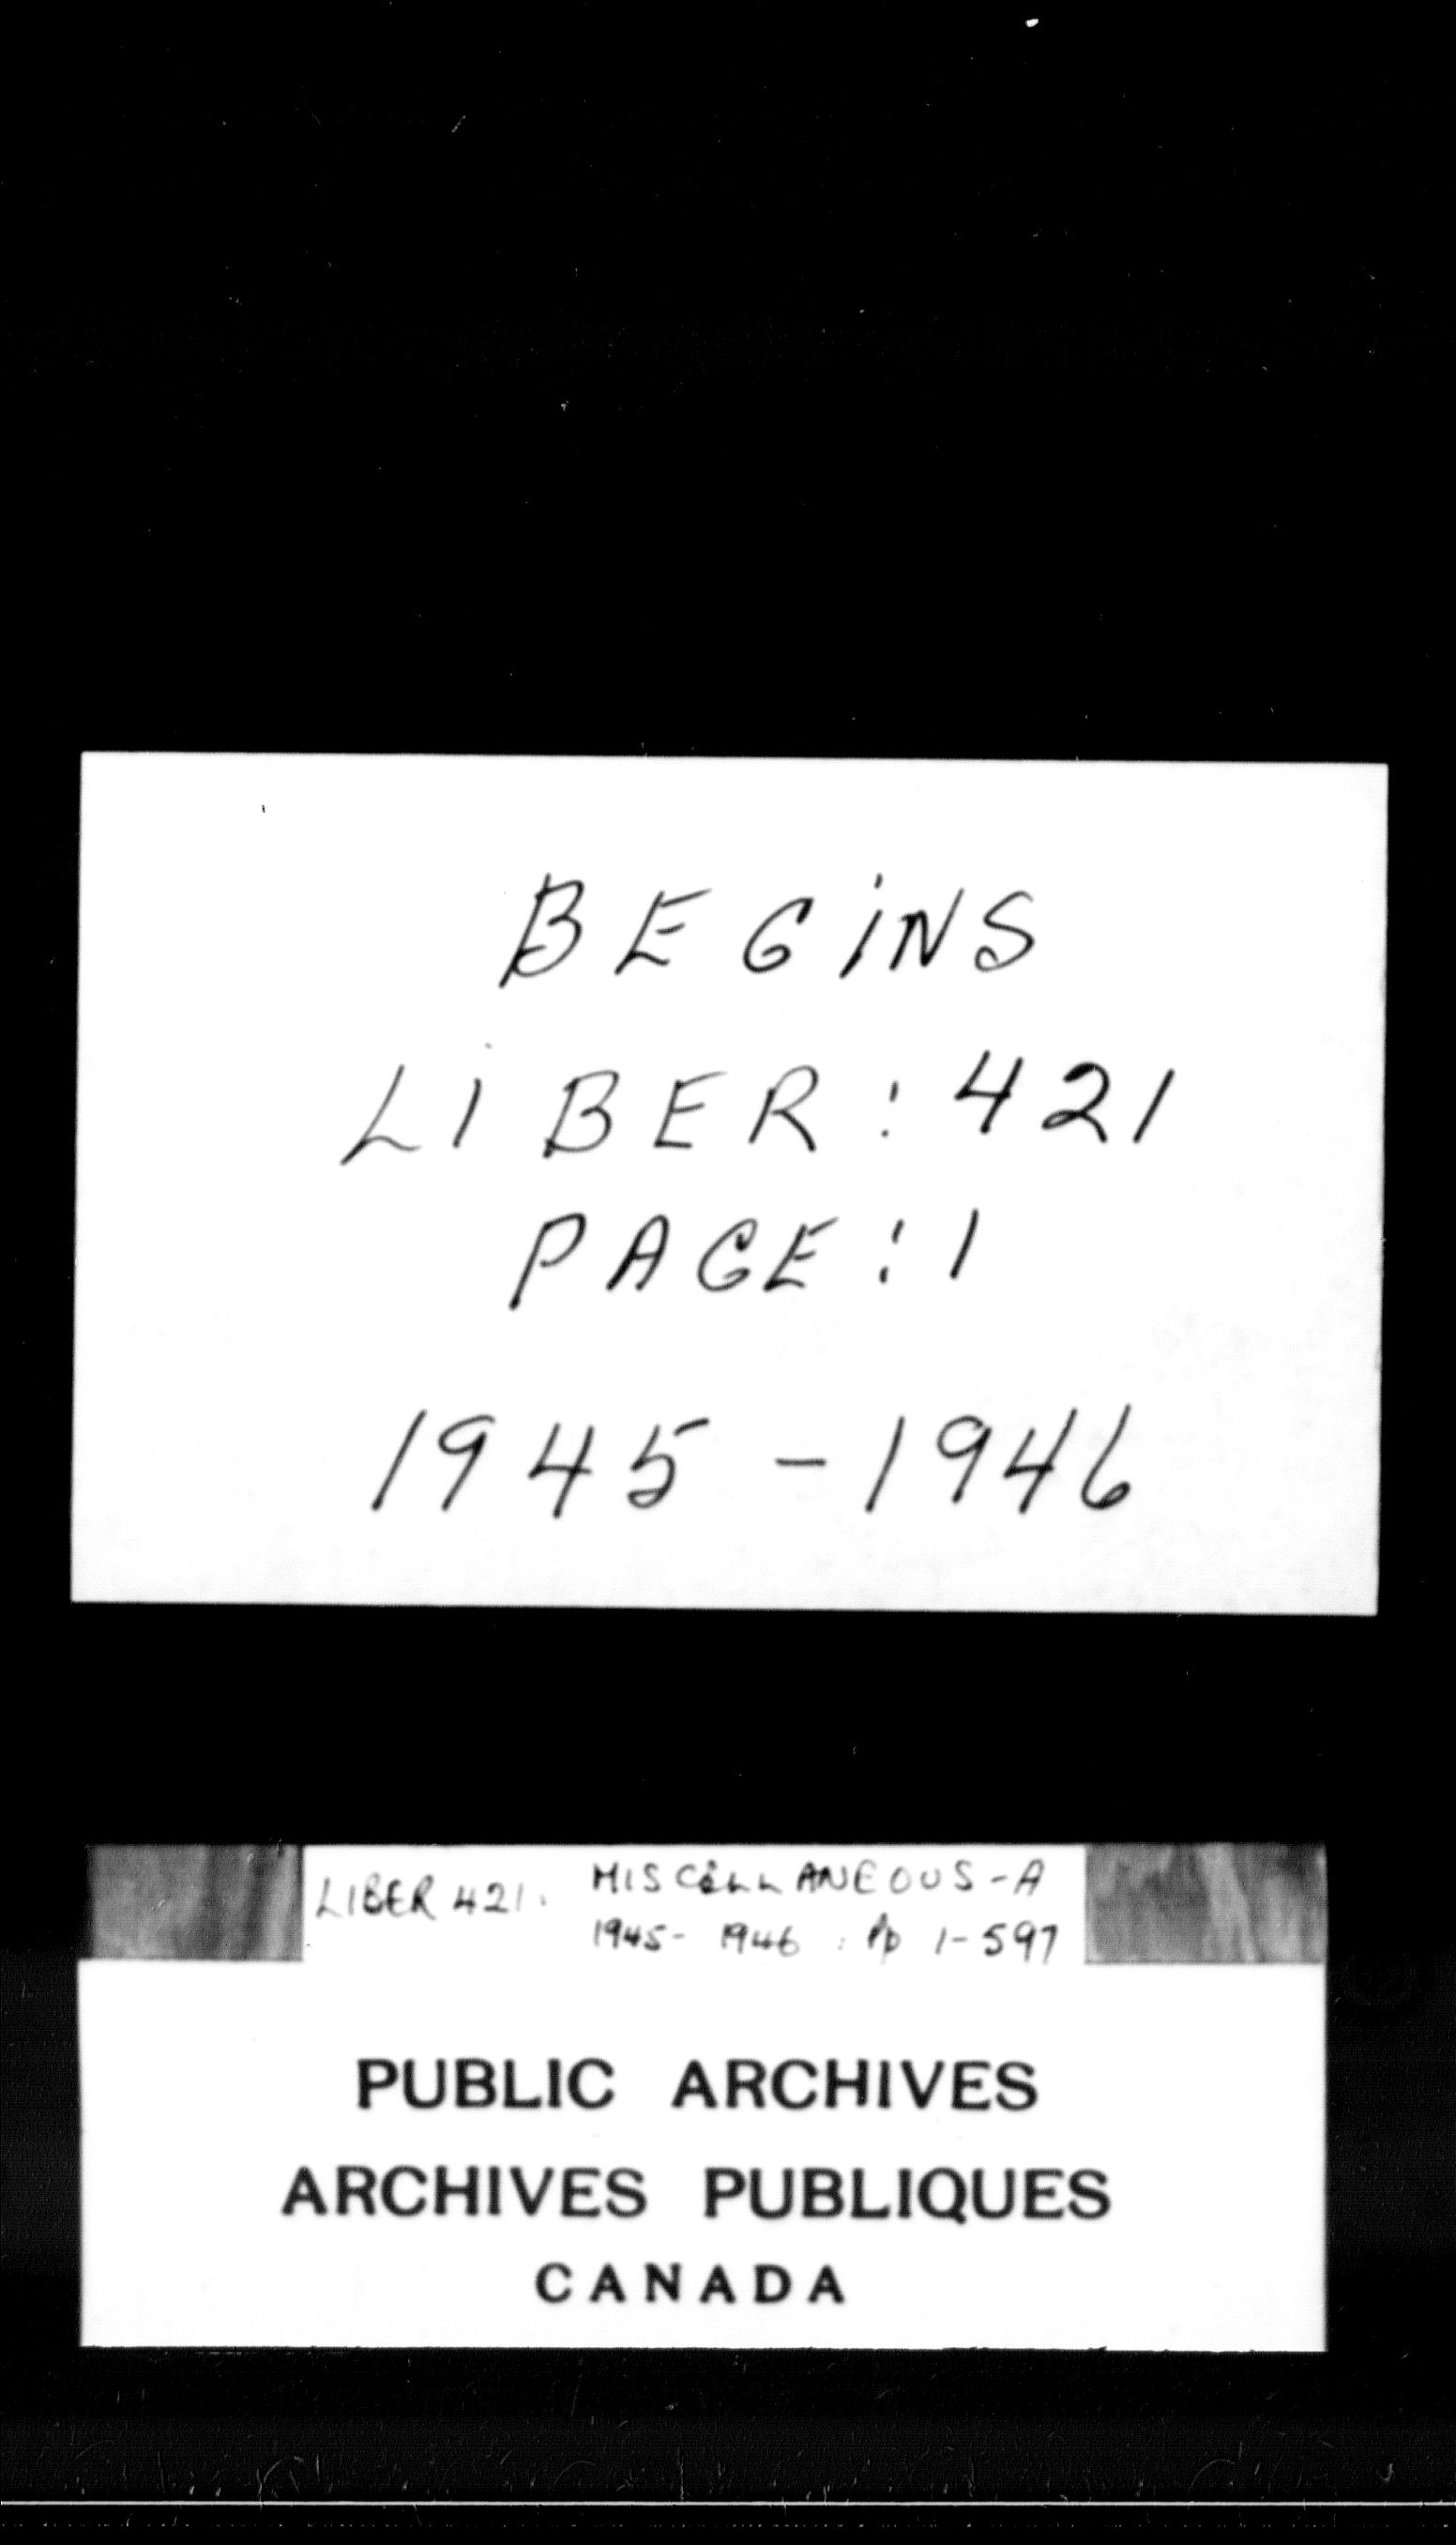 BEGiNS
LiBER: 421
PAGE: 1
1945 - 1946
LIBER 421. MISCELLANEOUS - A
1945 - 1946 : Pp 1-597
PUBLIC ARCHIVES
ARCHIVES PUBLIQUES
CANADA